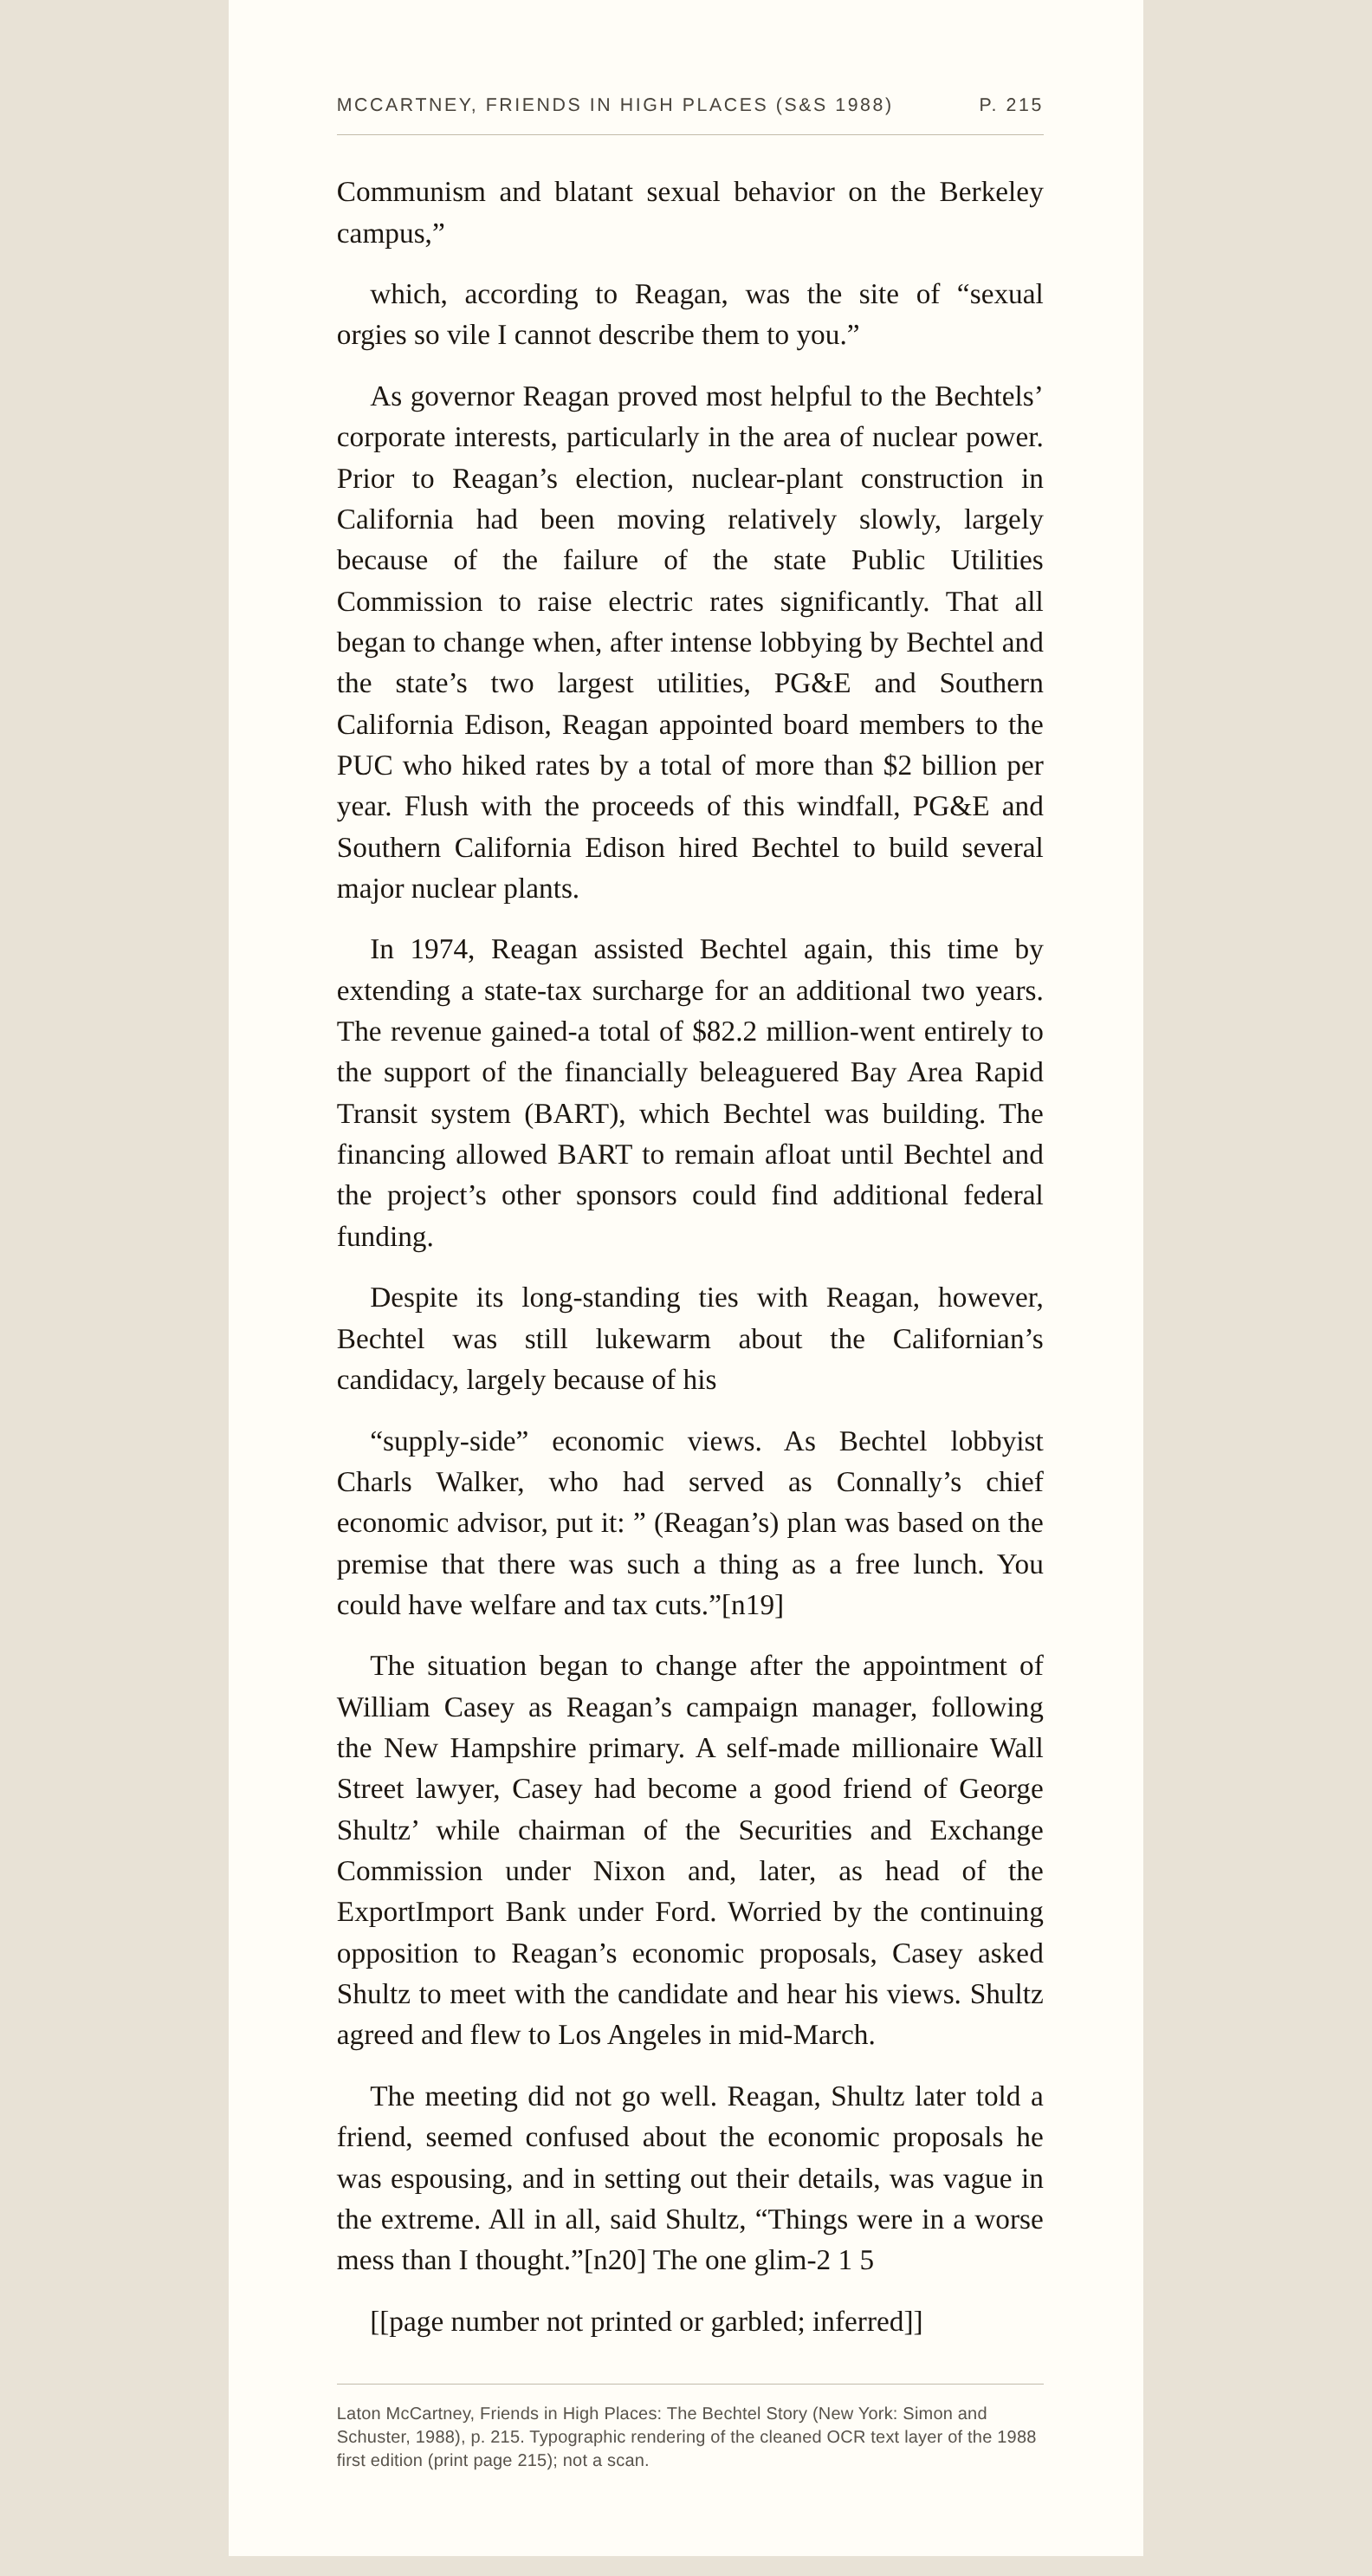 MCCARTNEY, FRIENDS IN HIGH PLACES (S&S 1988) P. 215
Communism and blatant sexual behavior on the Berkeley
campus,”
which, according to Reagan, was the site of “sexual
orgies so vile I cannot describe them to you.”
As governor Reagan proved most helpful to the Bechtels’
corporate interests, particularly in the area of nuclear power.
Prior to Reagan’s election, nuclear-plant construction in
California had been moving relatively slowly, largely
because of the failure of the state Public Utilities
Commission to raise electric rates significantly. That all
began to change when, after intense lobbying by Bechtel and
the state’s two largest utilities, PG&E and Southern
California Edison, Reagan appointed board members to the
PUC who hiked rates by a total of more than $2 billion per
year. Flush with the proceeds of this windfall, PG&E and
Southern California Edison hired Bechtel to build several
major nuclear plants.
In 1974, Reagan assisted Bechtel again, this time by
extending a state-tax surcharge for an additional two years.
The revenue gained-a total of $82.2 million-went entirely to
the support of the financially beleaguered Bay Area Rapid
Transit system (BART), which Bechtel was building. The
financing allowed BART to remain afloat until Bechtel and
the project’s other sponsors could find additional federal
funding.
Despite its long-standing ties with Reagan, however,
Bechtel was still lukewarm about the Californian’s
candidacy, largely because of his
“supply-side” economic views. As Bechtel lobbyist
Charls Walker, who had served as Connally’s chief
economic advisor, put it: ” (Reagan’s) plan was based on the
premise that there was such a thing as a free lunch. You
could have welfare and tax cuts.”[n19]
The situation began to change after the appointment of
William Casey as Reagan’s campaign manager, following
the New Hampshire primary. A self-made millionaire Wall
Street lawyer, Casey had become a good friend of George
Shultz’ while chairman of the Securities and Exchange
Commission under Nixon and, later, as head of the
ExportImport Bank under Ford. Worried by the continuing
opposition to Reagan’s economic proposals, Casey asked
Shultz to meet with the candidate and hear his views. Shultz
agreed and flew to Los Angeles in mid-March.
The meeting did not go well. Reagan, Shultz later told a
friend, seemed confused about the economic proposals he
was espousing, and in setting out their details, was vague in
the extreme. All in all, said Shultz, “Things were in a worse
mess than I thought.”[n20] The one glim-2 1 5
[[page number not printed or garbled; inferred]]
Laton McCartney, Friends in High Places: The Bechtel Story (New York: Simon and
Schuster, 1988), p. 215. Typographic rendering of the cleaned OCR text layer of the 1988
first edition (print page 215); not a scan.